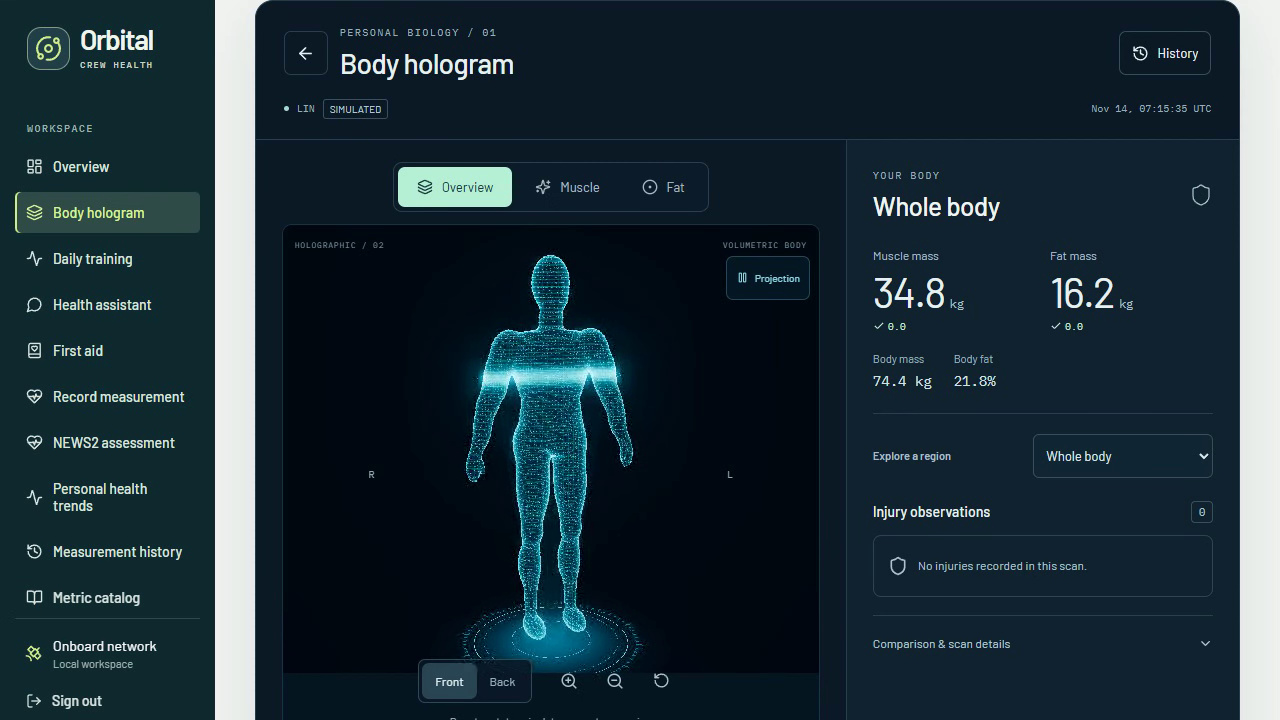 Orbital
CREW HEALTH
WORKSPACE
Overview
Body hologram
Daily training
Health assistant
First aid
Record measurement
NEWS2 assessment
Personal health
trends
Measurement history
Metric catalog
Onboard network
Local workspace
Sign out
PERSONAL BIOLOGY / 01
Body hologram
History
LIN SIMULATED
Nov 14, 07:15:35 UTC
Overview Muscle Fat
HOLOGRAPHIC / 02
VOLUMETRIC BODY
Projection
R L
Front Back
YOUR BODY
Whole body
Muscle mass Fat mass
34.8 kg 16.2 kg
0.0 0.0
Body mass Body fat
74.4 kg 21.8%
Explore a region Whole body
Injury observations 0
No injuries recorded in this scan.
Comparison & scan details